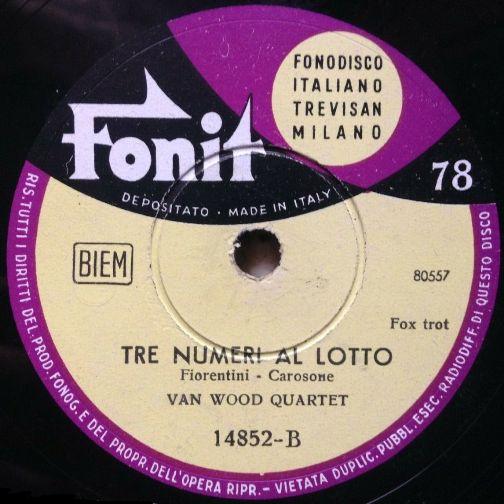 Fonit
FONODISCO
ITALIANO
TREVISAN
MILANO
78
DEPOSITATO · MADE IN ITALY
BIEM
80557
Fox trot
TRE NUMERI AL LOTTO
Fiorentini - Carosone
VAN WOOD QUARTET
14852-B
RIS. TUTTI I DIRITTI DEL PROD. FONOG. E DEL PROPR. DELL'OPERA RIPR. - VIETATA DUPLIC. PUBBL. ESEC. RADIODIFF. DI QUESTO DISCO